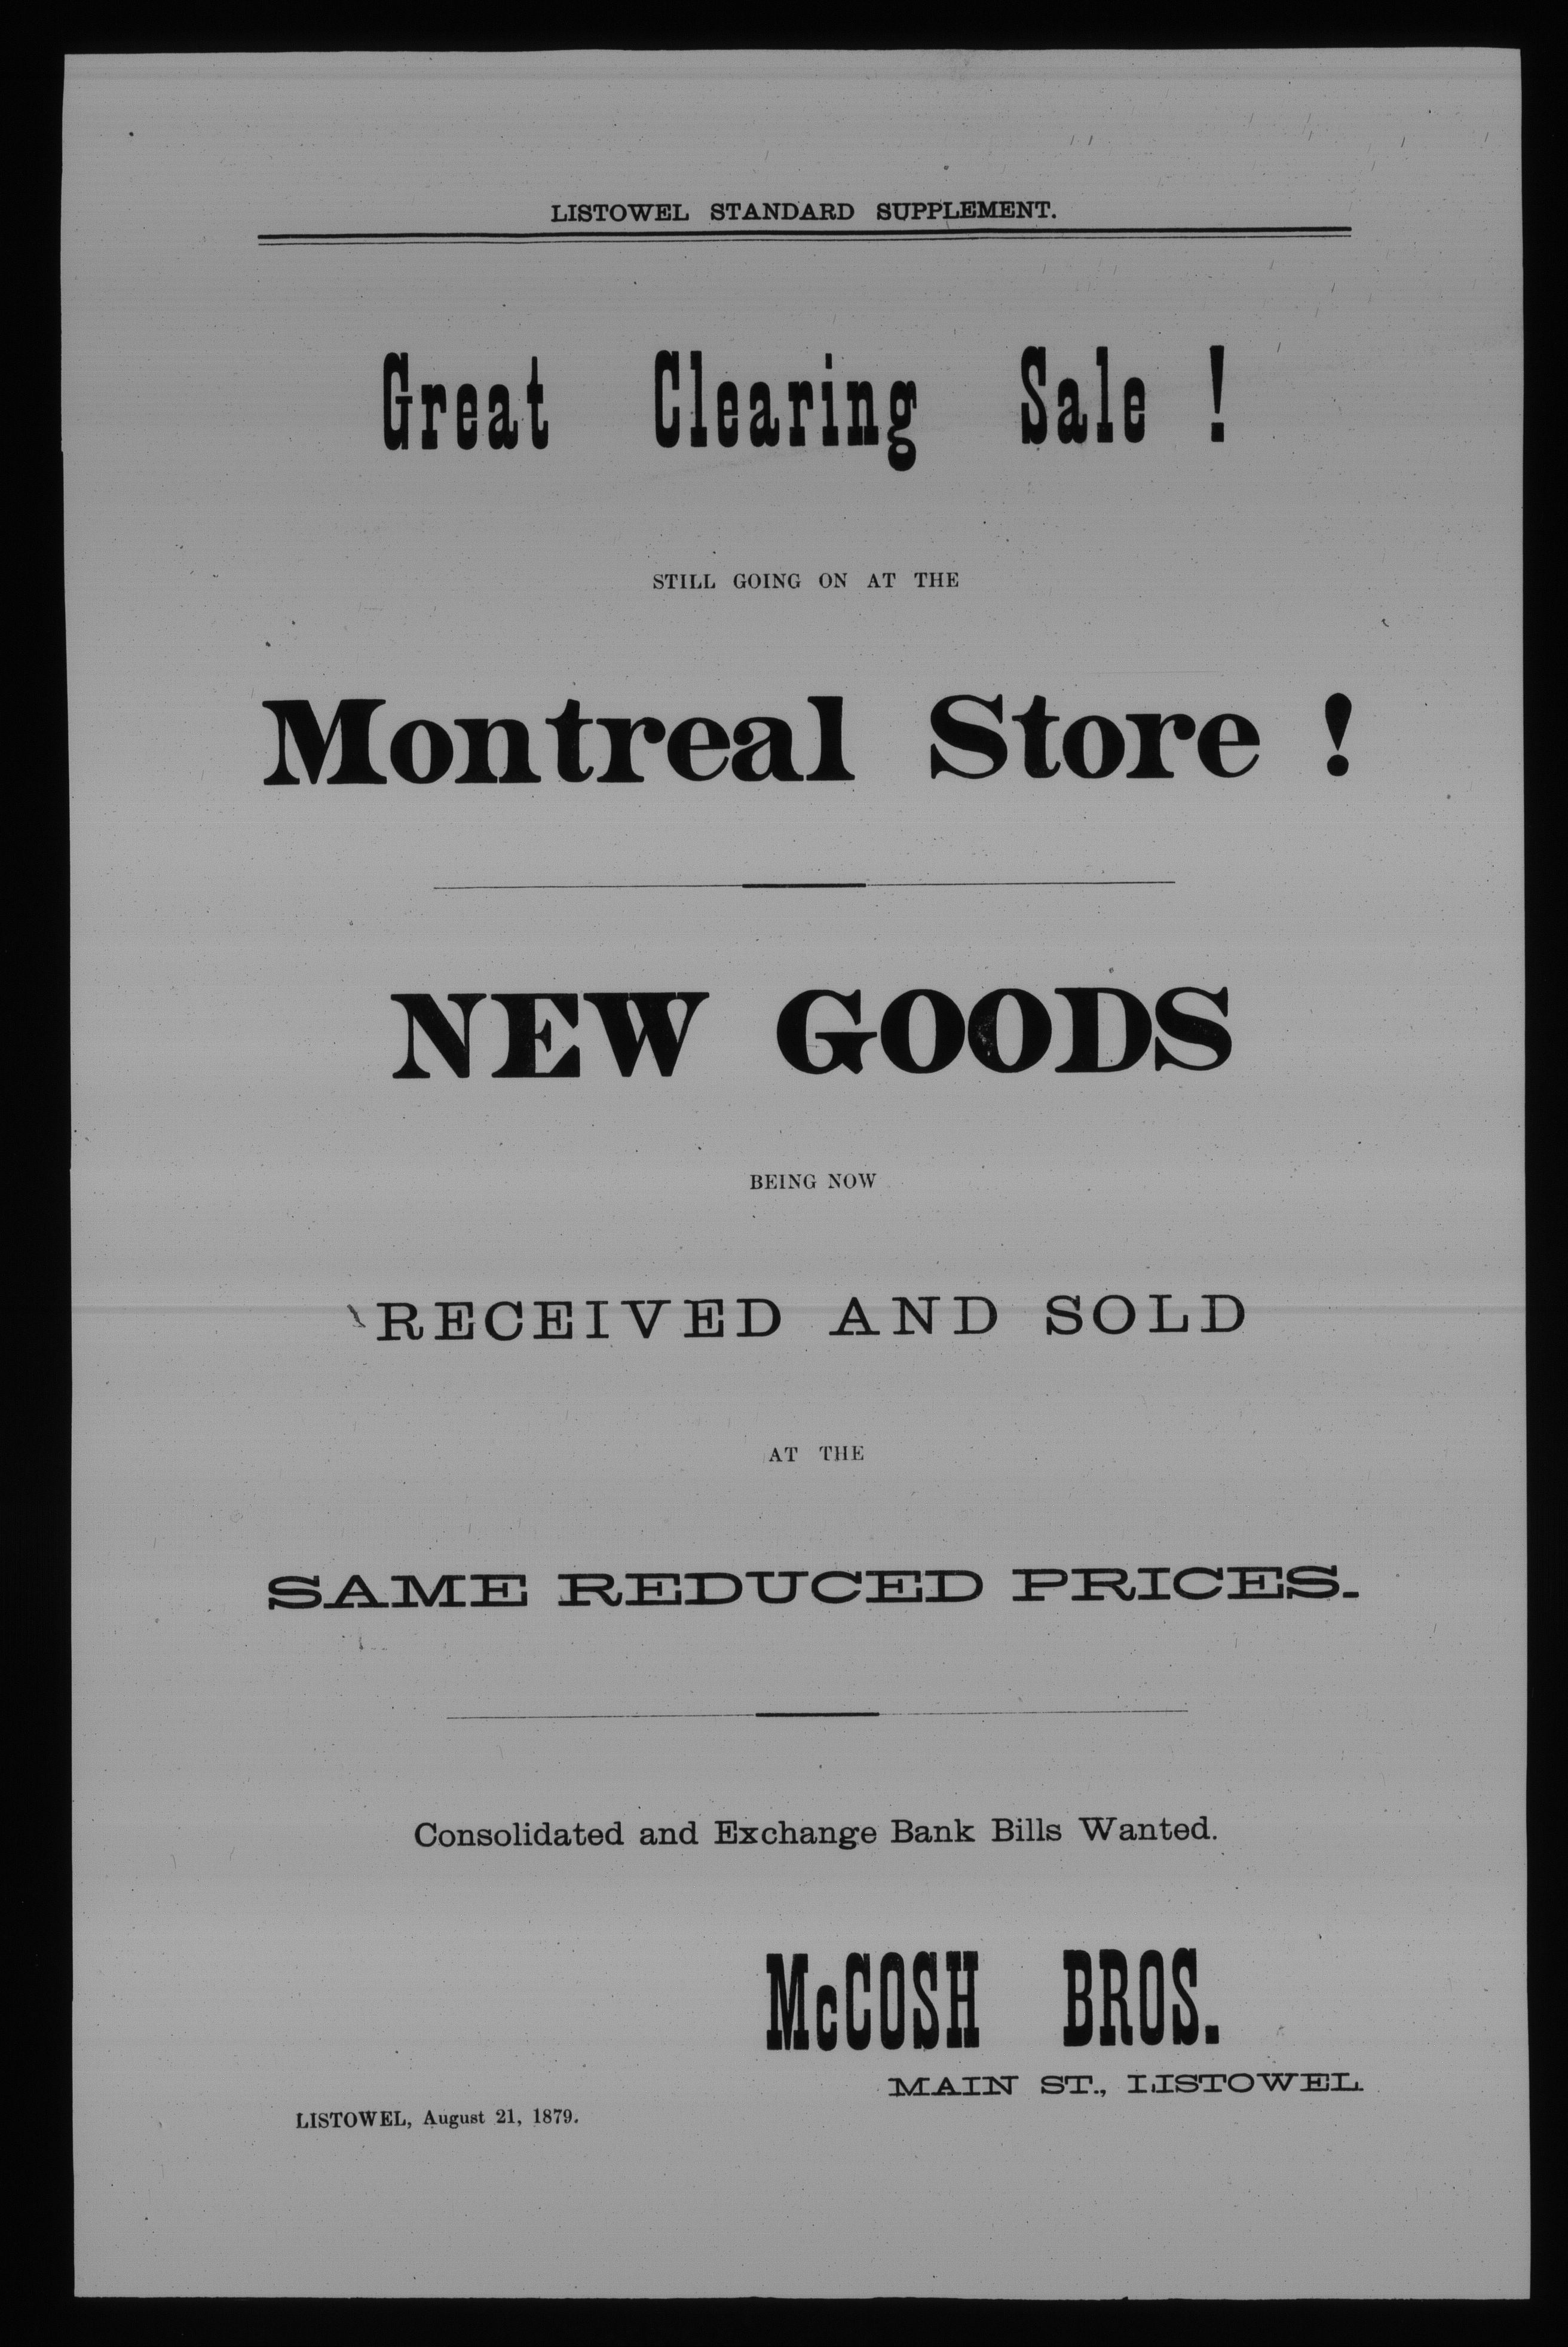 LISTOWEL STANDARD SUPPLEMENT.
Great Clearing Sale !
STILL GOING ON AT THE
Montreal Store !
NEW GOODS
BEING NOW
RECEIVED AND SOLD
AT THE
SAME REDUCED PRICES.
Consolidated and Exchange Bank Bills Wanted.
McCOSH BROS.
MAIN ST., LISTOWEL.
LISTOWEL, August 21, 1879.